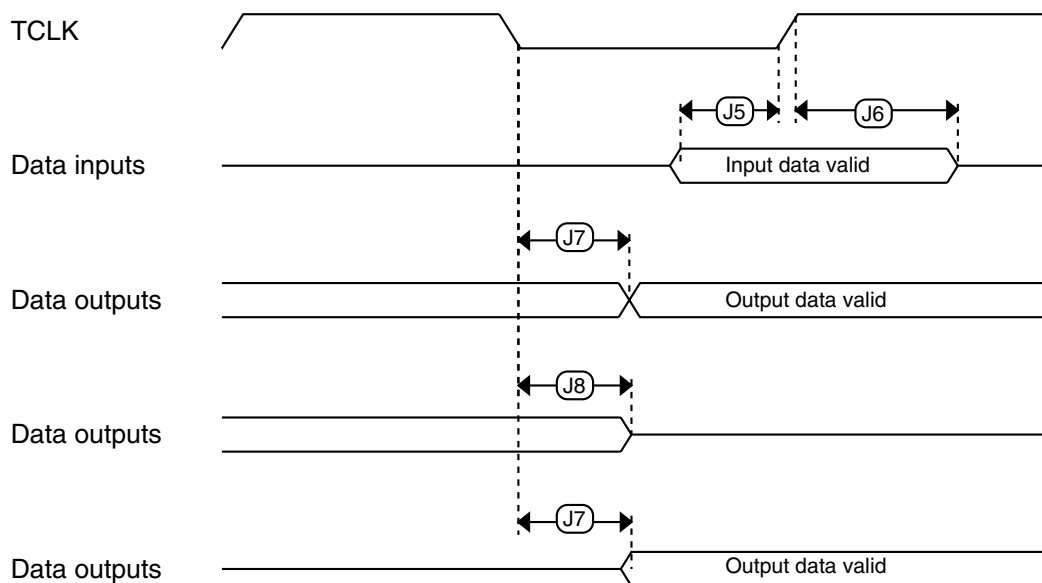 TCLK
J5
J6
Data inputs
Input data valid
J7
Data outputs
Output data valid
J8
Data outputs
J7
Data outputs
Output data valid